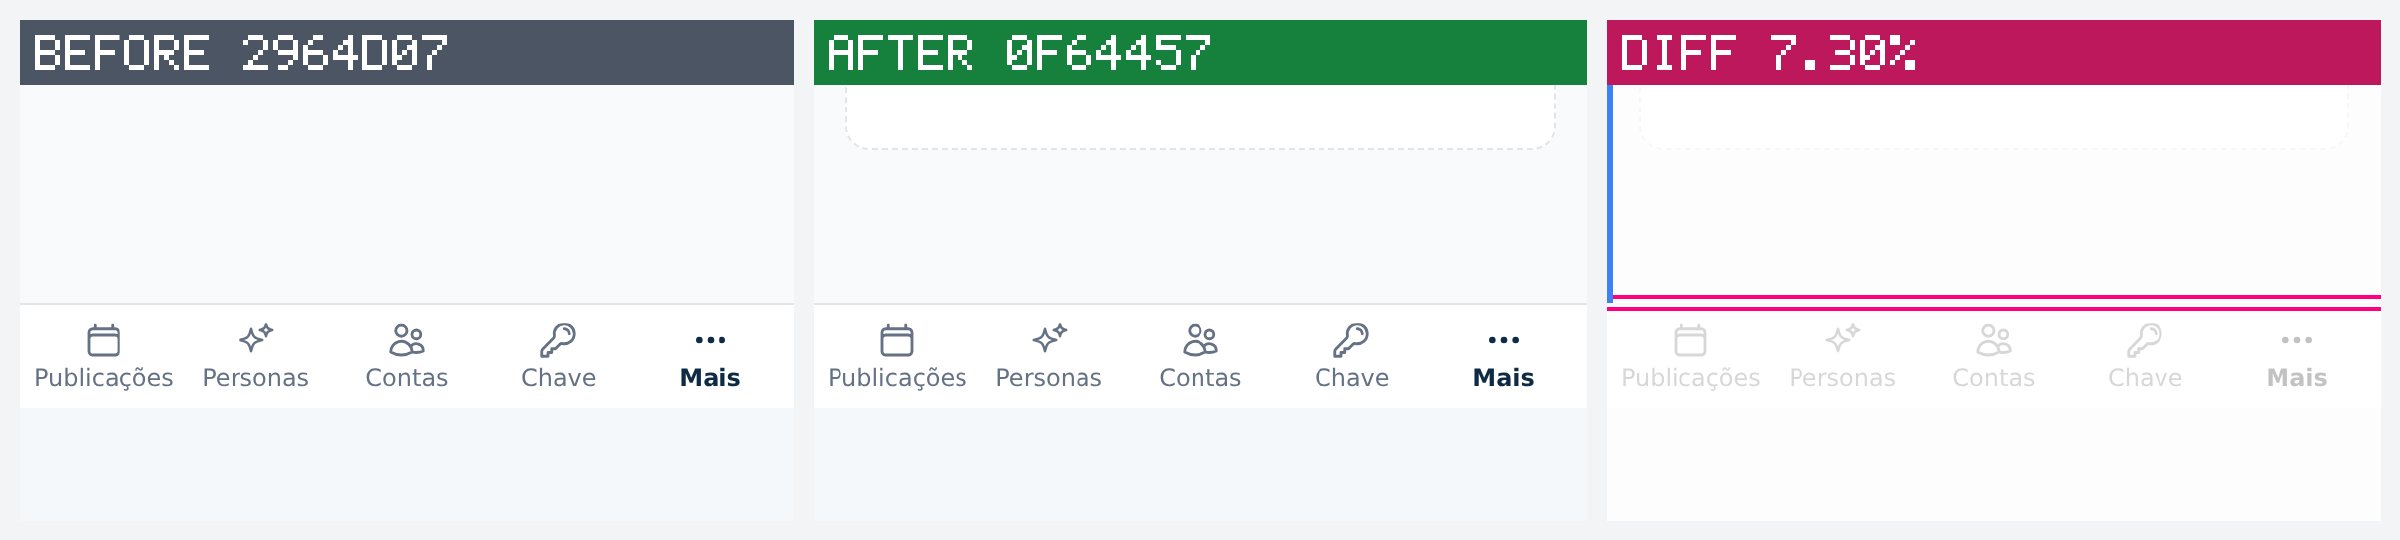 BEFORE 2964D07
Publicações Personas Contas Chave Mais
AFTER 0F64457
Publicações Personas Contas Chave Mais
DIFF 7.30%
Publicações Personas Contas Chave Mais